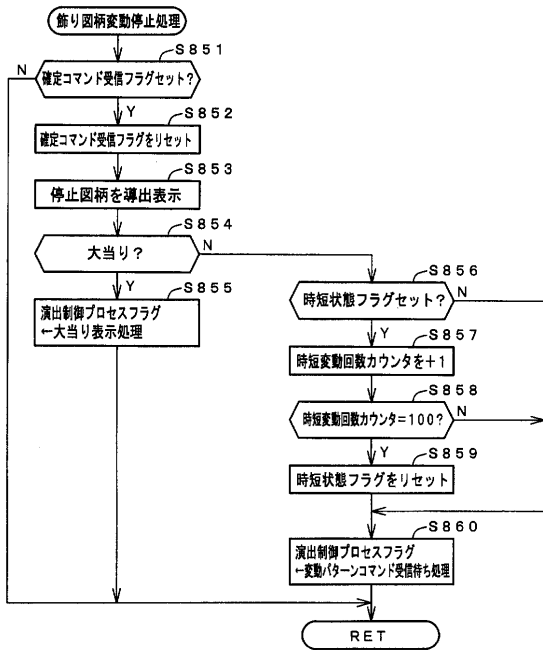 飾り図柄変動停止処理
S851
確定コマンド受信フラグセット?
N
Y
S852
確定コマンド受信フラグをリセット
S853
停止図柄を導出表示
S854
大当り?
N
Y
S855
演出制御プロセスフラグ
←大当り表示処理
S856
時短状態フラグセット?
N
Y
S857
時短変動回数カウンタを+1
S858
時短変動回数カウンタ=100?
N
Y
S859
時短状態フラグをリセット
S860
演出制御プロセスフラグ
←変動パターンコマンド受信待ち処理
RET